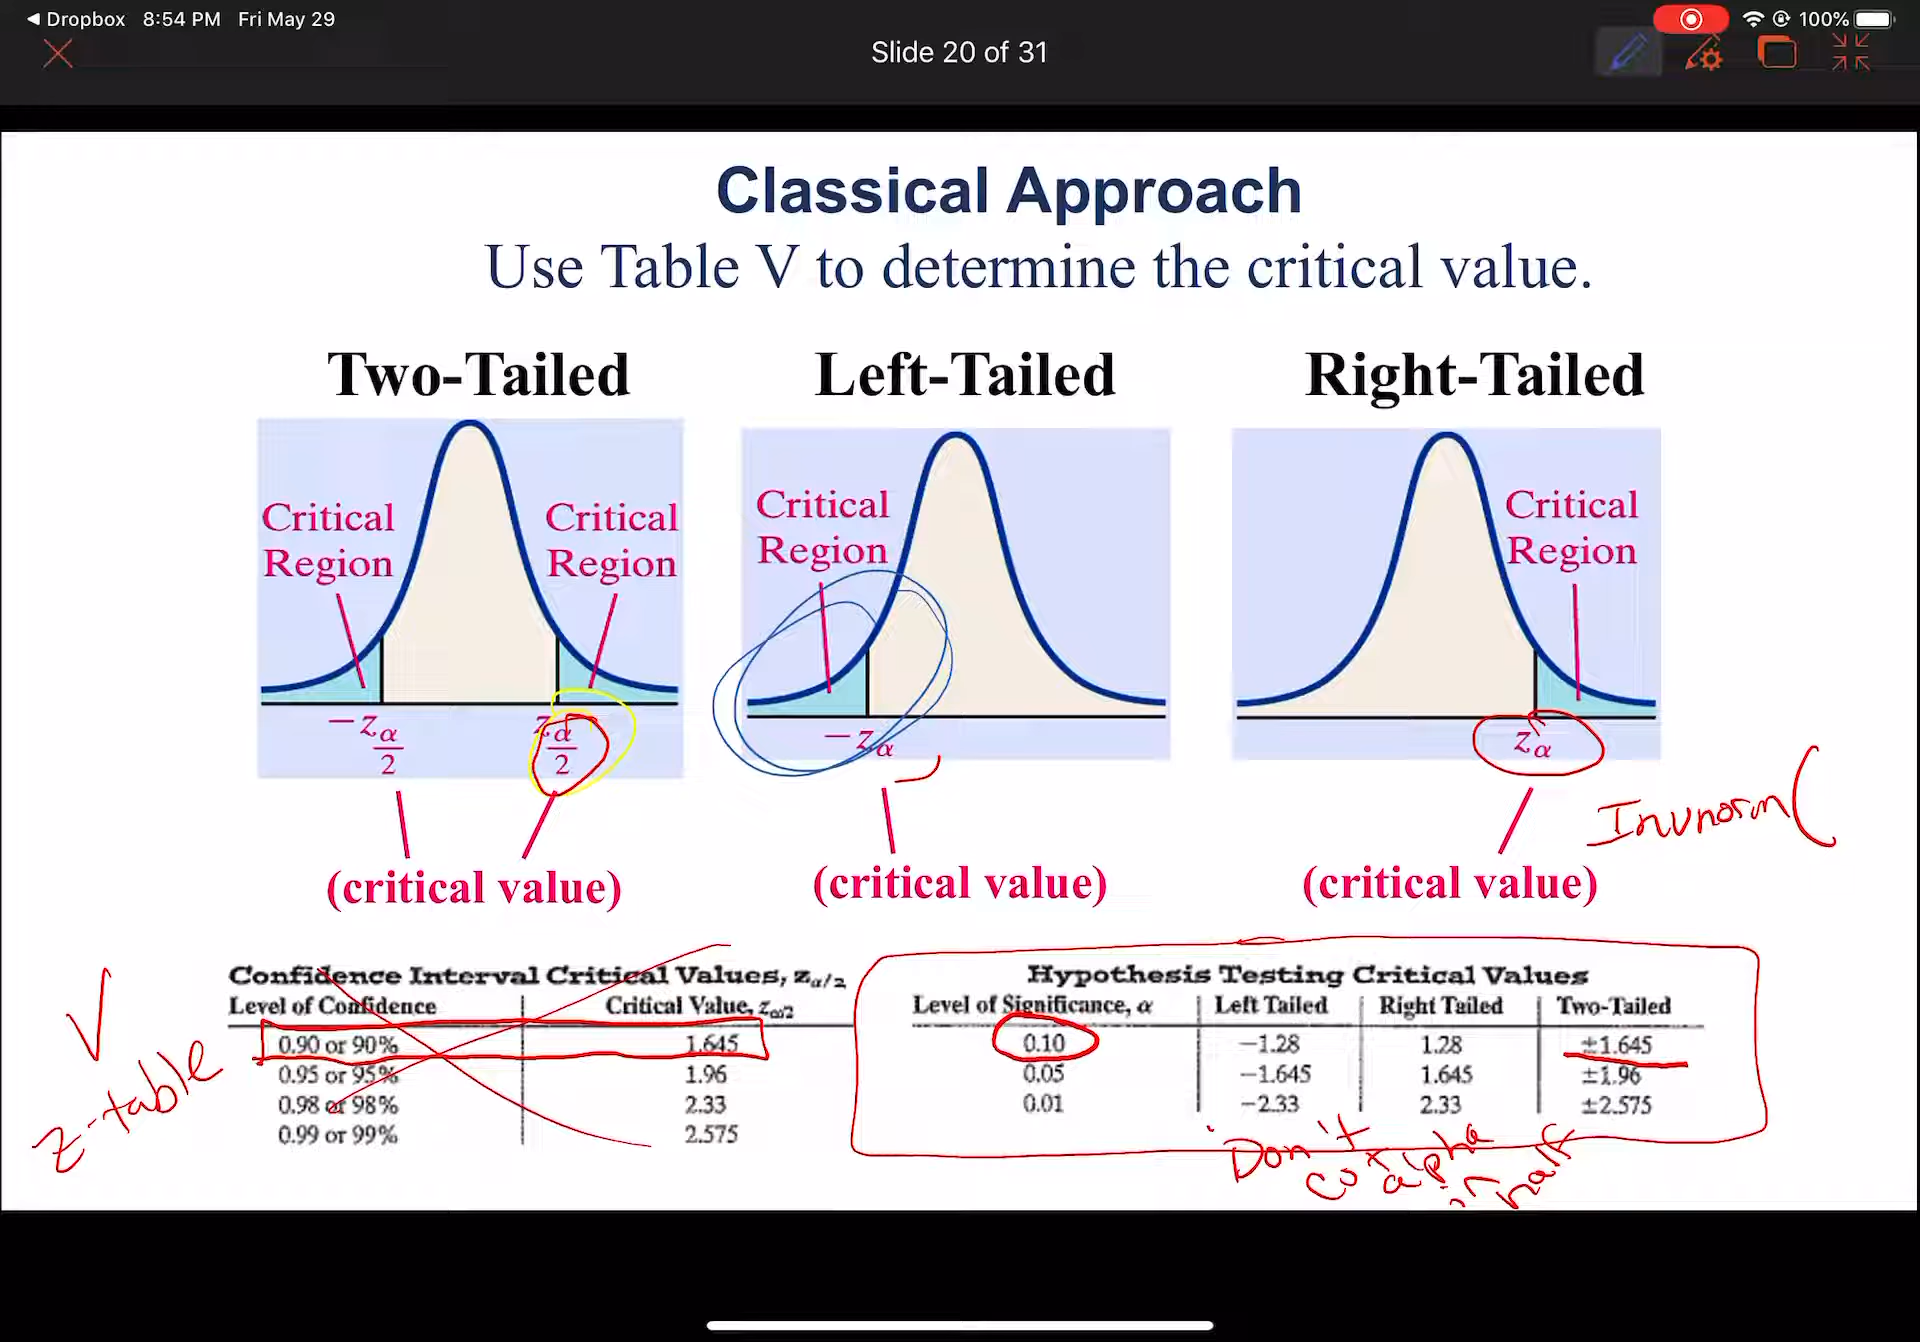 Dropbox 8:54 PM Fri May 29
100%
Slide 20 of 31
Classical Approach
Use Table V to determine the critical value.
Two-Tailed
Left-Tailed
Right-Tailed
Critical Region
Critical Region
Critical Region
Critical Region
−z α/2
z α/2
−zα
zα
Invnorm(
(critical value)
(critical value)
(critical value)
V
z-table
Confidence Interval Critical Values, zα/2
Level of Confidence Critical Value, zα/2
0.90 or 90% 1.645
0.95 or 95% 1.96
0.98 or 98% 2.33
0.99 or 99% 2.575
Hypothesis Testing Critical Values
Level of Significance, α Left Tailed Right Tailed Two-Tailed
0.10 −1.28 1.28 ±1.645
0.05 −1.645 1.645 ±1.96
0.01 −2.33 2.33 ±2.575
Don't cut alpha in half